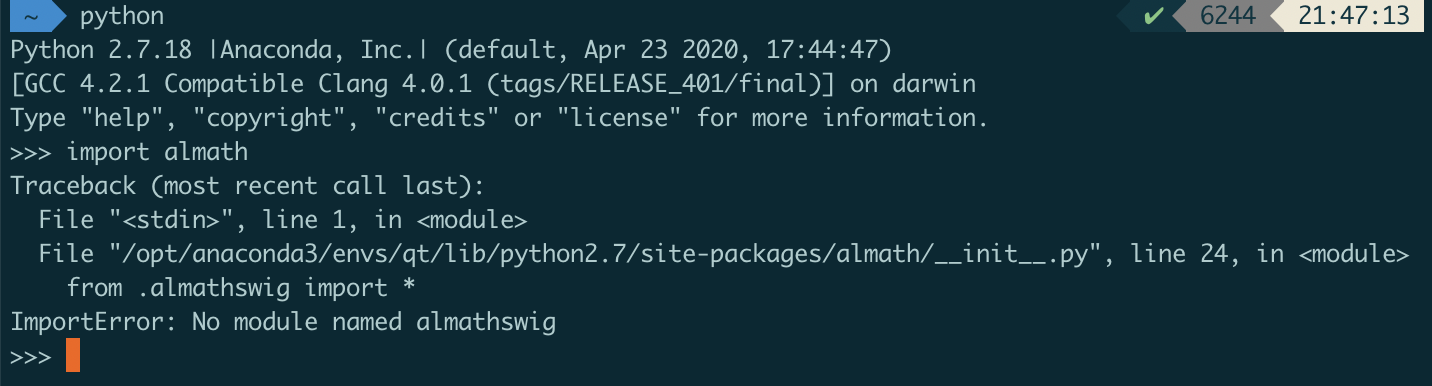 ~ python ✔ 6244 21:47:13
Python 2.7.18 |Anaconda, Inc.| (default, Apr 23 2020, 17:44:47)
[GCC 4.2.1 Compatible Clang 4.0.1 (tags/RELEASE_401/final)] on darwin
Type "help", "copyright", "credits" or "license" for more information.
>>> import almath
Traceback (most recent call last):
  File "<stdin>", line 1, in <module>
  File "/opt/anaconda3/envs/qt/lib/python2.7/site-packages/almath/__init__.py", line 24, in <module>
    from .almathswig import *
ImportError: No module named almathswig
>>>